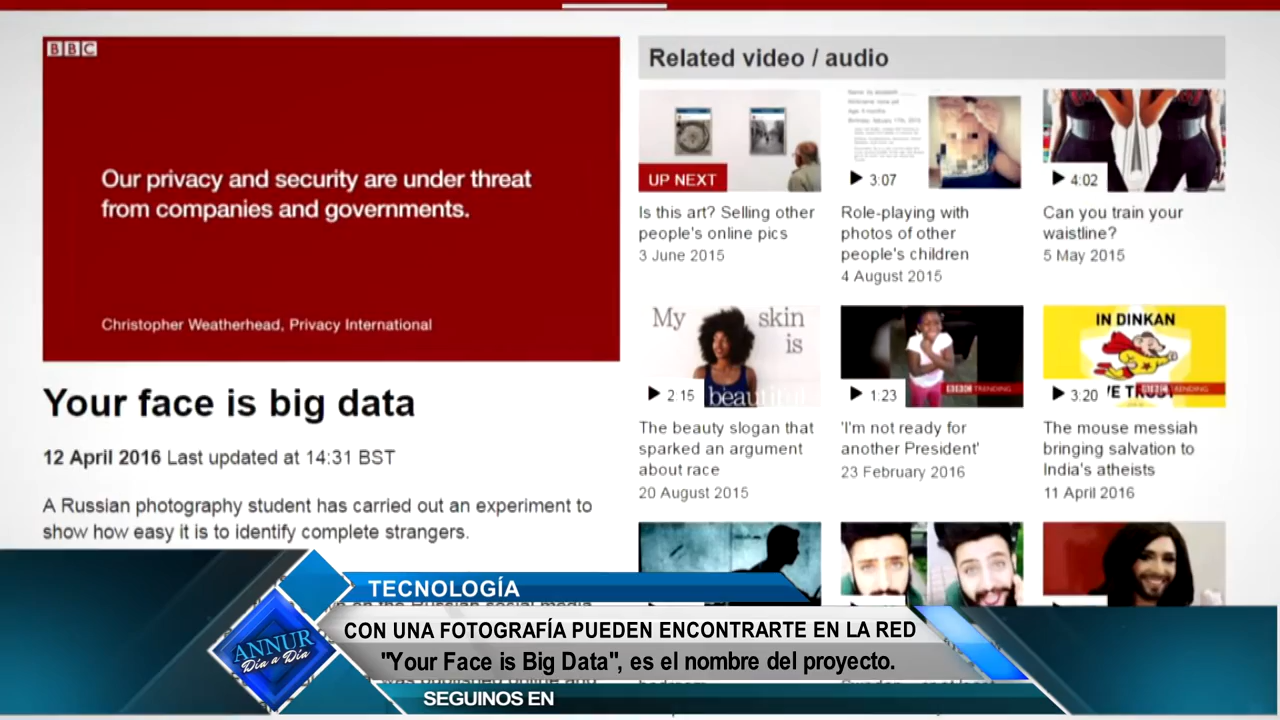 BBC
Our privacy and security are under threat
from companies and governments.
Christopher Weatherhead, Privacy International
Your face is big data
12 April 2016 Last updated at 14:31 BST
A Russian photography student has carried out an experiment to
show how easy it is to identify complete strangers.
Related video / audio
UP NEXT
Is this art? Selling other
people's online pics
3 June 2015
3:07
Role-playing with
photos of other
people's children
4 August 2015
4:02
Can you train your
waistline?
5 May 2015
My skin
is
beautiful
2:15
The beauty slogan that
sparked an argument
about race
20 August 2015
1:23
BBC TRENDING
'I'm not ready for
another President'
23 February 2016
IN DINKAN
WE TRUST
3:20
BBC TRENDING
The mouse messiah
bringing salvation to
India's atheists
11 April 2016
TECNOLOGÍA
CON UNA FOTOGRAFÍA PUEDEN ENCONTRARTE EN LA RED
"Your Face is Big Data", es el nombre del proyecto.
SEGUINOS EN
ANNUR
Dia a Dia